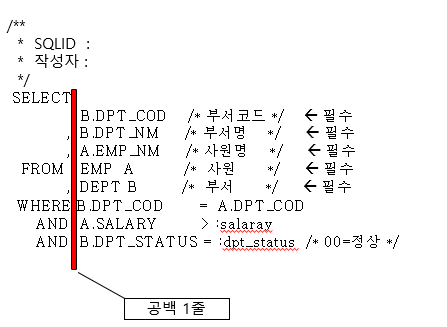 /**
* SQLID :
* 작성자 :
*/
SELECT
B.DPT_COD /* 부서코드 */ ← 필수
, B.DPT_NM /* 부서명 */ ← 필수
, A.EMP_NM /* 사원명 */ ← 필수
FROM EMP A /* 사원 */ ← 필수
, DEPT B /* 부서 */ ← 필수
WHERE B.DPT_COD = A.DPT_COD
AND A.SALARY > :salaray
AND B.DPT_STATUS = :dpt_status /* 00=정상 */
공백 1줄